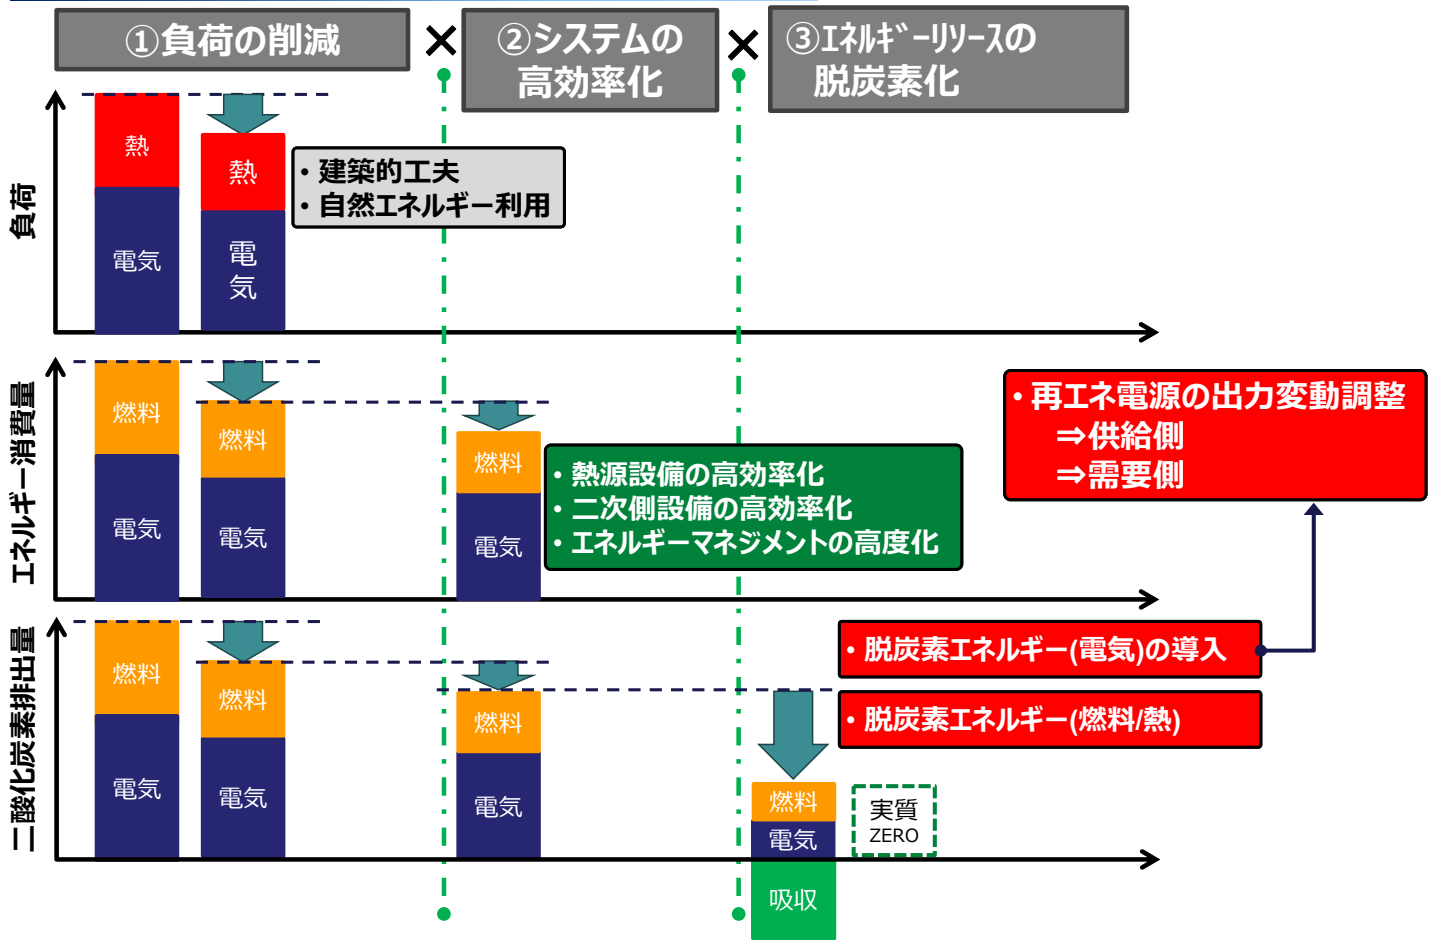 ①負荷の削減
×
②システムの
高効率化
×
③ｴﾈﾙｷﾞｰﾘｿｰｽの
脱炭素化
負荷
熱
電気
熱
電
気
・建築的工夫
・自然エネルギー利用
エネルギー消費量
燃料
電気
燃料
電気
燃料
電気
・熱源設備の高効率化
・二次側設備の高効率化
・エネルギーマネジメントの高度化
・再エネ電源の出力変動調整
⇒供給側
⇒需要側
二酸化炭素排出量
燃料
電気
燃料
電気
燃料
電気
・脱炭素エネルギー(電気)の導入
・脱炭素エネルギー(燃料/熱)
燃料
電気
吸収
実質
ZERO